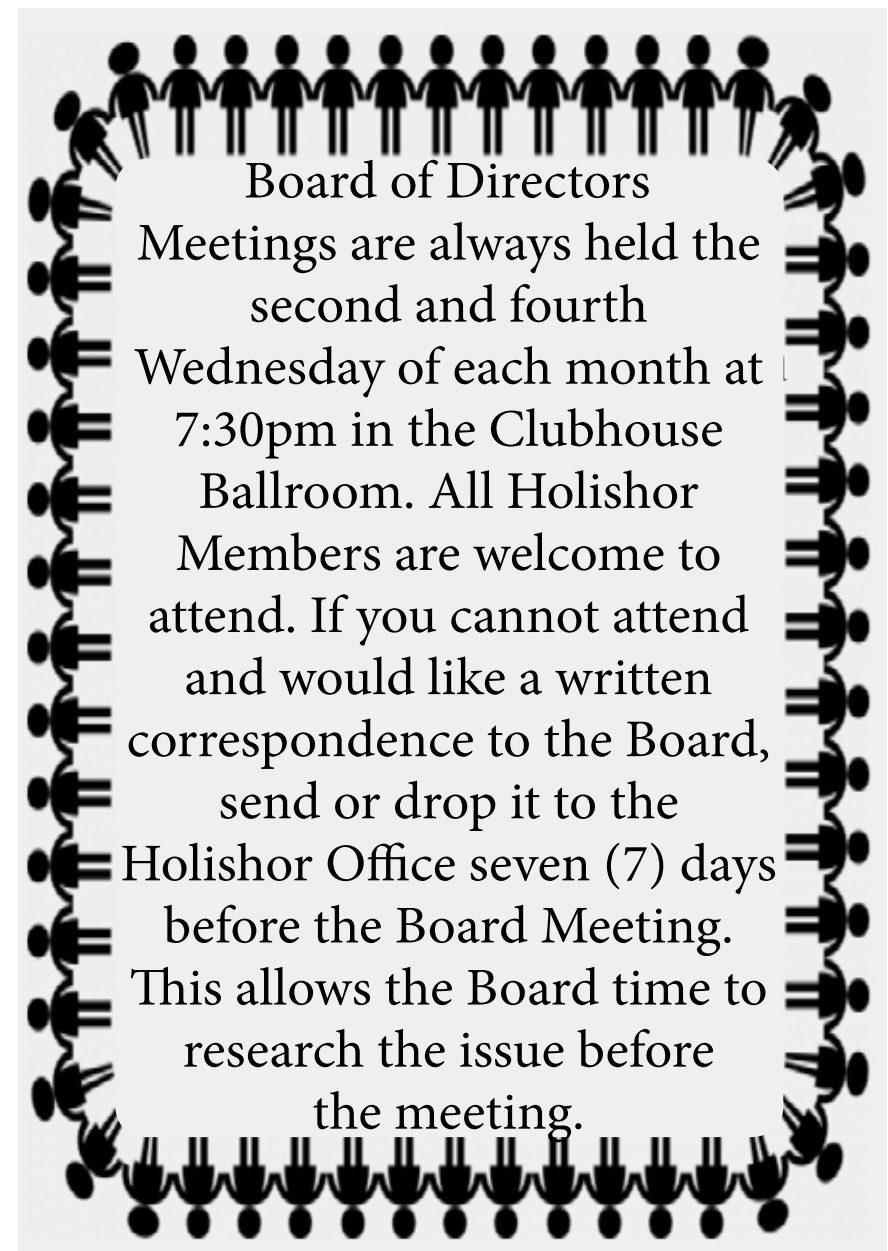 Board of Directors
Meetings are always held the
second and fourth
Wednesday of each month at
7:30pm in the Clubhouse
Ballroom. All Holishor
Members are welcome to
attend. If you cannot attend
and would like a written
correspondence to the Board,
send or drop it to the
Holishor Office seven (7) days
before the Board Meeting.
This allows the Board time to
research the issue before
the meeting.